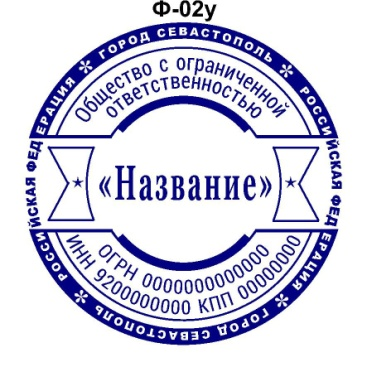 Ф-02у
ГОРОД СЕВАСТОПОЛЬ * РОССИЙСКАЯ ФЕДЕРАЦИЯ * ГОРОД СЕВАСТОПОЛЬ * РОССИЙСКАЯ ФЕДЕРАЦИЯ *
Общество с ограниченной
ответственностью
«Название»
ОГРН 0000000000000
ИНН 9200000000 КПП 00000000